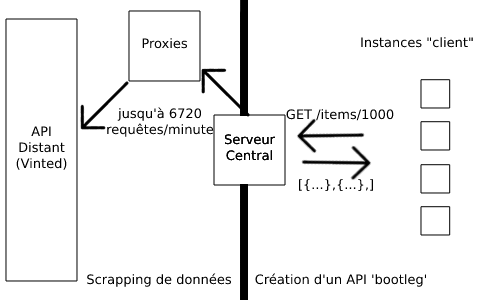 Proxies
Instances "client"
jusqu'à 6720
requêtes/minute
GET /items/1000
API
Distant
(Vinted)
Serveur
Central
[{...},{...},]
Scrapping de données
Création d'un API 'bootleg'